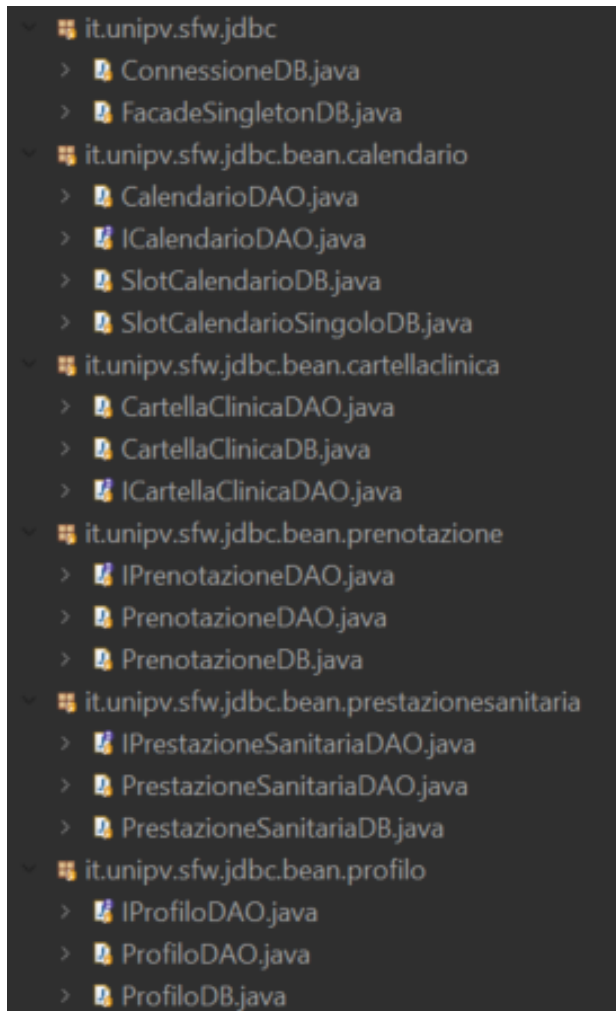 it.unipv.sfw.jdbc
ConnessioneDB.java
FacadeSingletonDB.java
it.unipv.sfw.jdbc.bean.calendario
CalendarioDAO.java
ICalendarioDAO.java
SlotCalendarioDB.java
SlotCalendarioSingoloDB.java
it.unipv.sfw.jdbc.bean.cartellaclinica
CartellaClinicaDAO.java
CartellaClinicaDB.java
ICartellaClinicaDAO.java
it.unipv.sfw.jdbc.bean.prenotazione
IPrenotazioneDAO.java
PrenotazioneDAO.java
PrenotazioneDB.java
it.unipv.sfw.jdbc.bean.prestazionesanitaria
IPrestazioneSanitariaDAO.java
PrestazioneSanitariaDAO.java
PrestazioneSanitariaDB.java
it.unipv.sfw.jdbc.bean.profilo
IProfiloDAO.java
ProfiloDAO.java
ProfiloDB.java